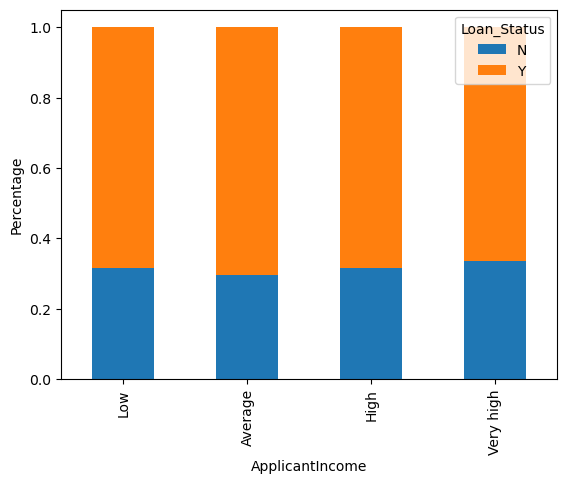 Loan_Status
N
Y
1.0
0.8
0.6
0.4
0.2
0.0
Percentage
Low
Average
High
Very high
ApplicantIncome